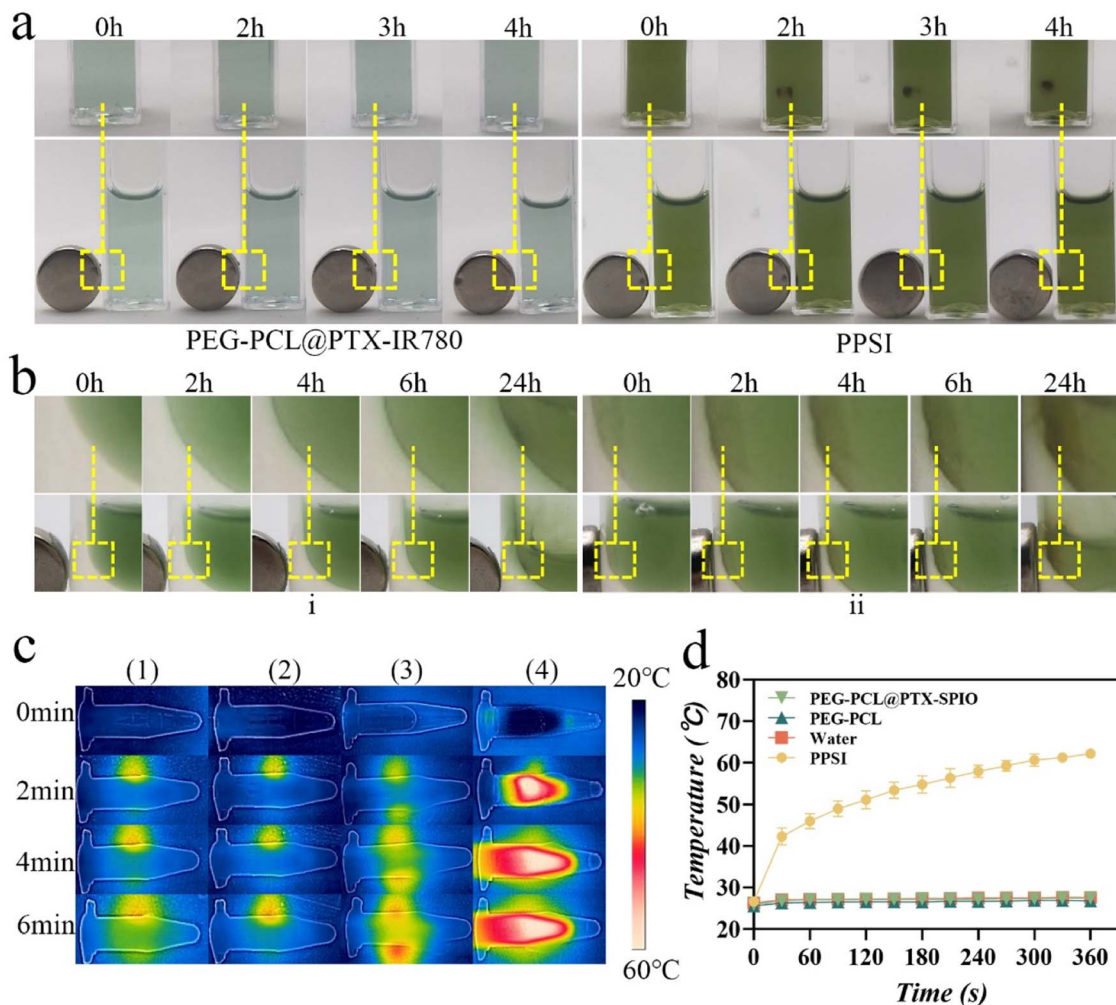 a
0h 2h 3h 4h 0h 2h 3h 4h
PEG-PCL@PTX-IR780 PPSI
b
0h 2h 4h 6h 24h 0h 2h 4h 6h 24h
i ii
c
(1) (2) (3) (4)
0min
2min
4min
6min
20℃
60℃
d
PEG-PCL@PTX-SPIO
PEG-PCL
Water
PPSI
Temperature (℃)
80
70
60
50
40
30
20
0 60 120 180 240 300 360
Time (s)